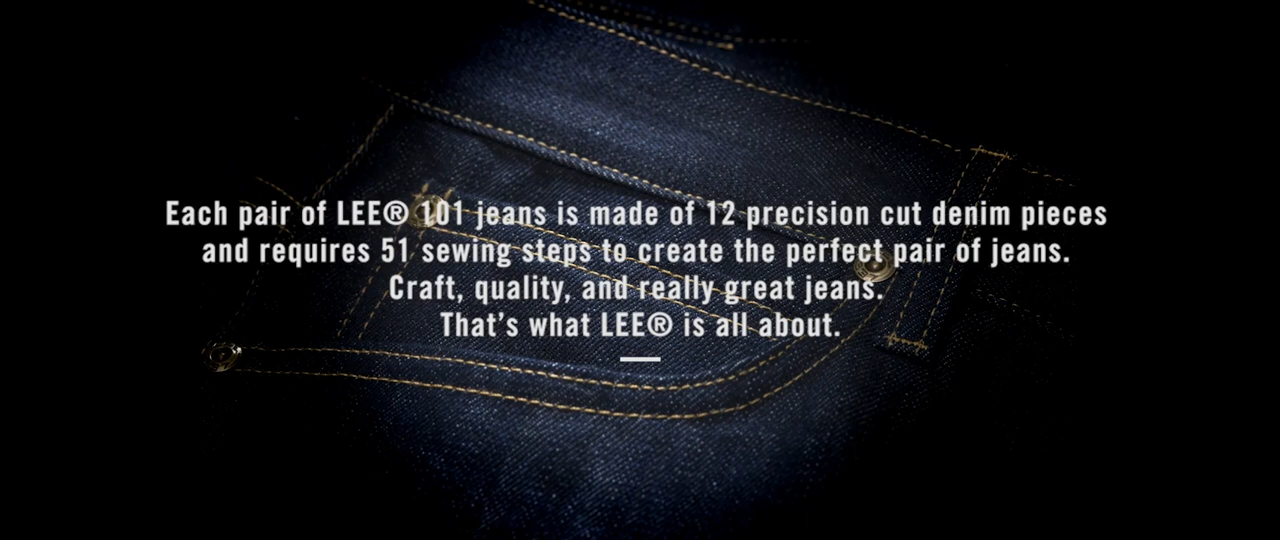 Each pair of LEE® 101 jeans is made of 12 precision cut denim pieces
and requires 51 sewing steps to create the perfect pair of jeans.
Craft, quality, and really great jeans.
That's what LEE® is all about.